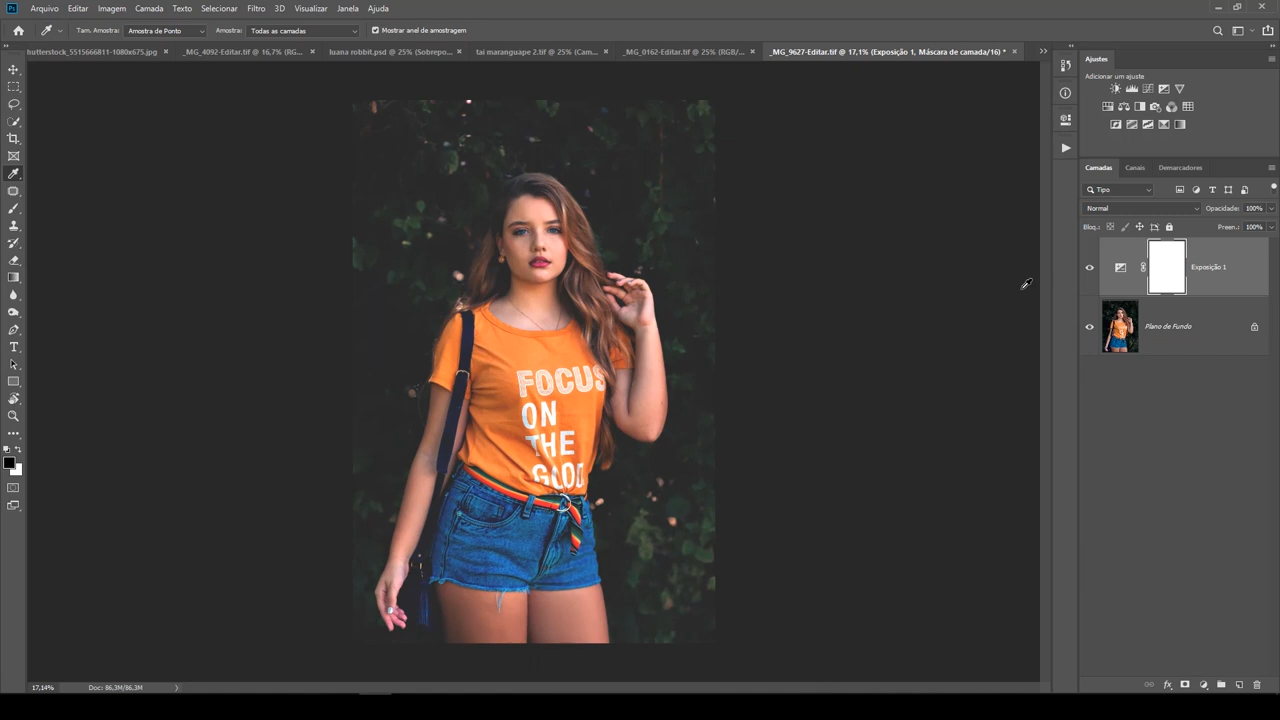 Ps Arquivo Editar Imagem Camada Texto Selecionar Filtro 3D Visualizar Janela Ajuda
Tam. Amostra: Amostra de Ponto Amostra: Todas as camadas Mostrar anel de amostragem
hutterstock_5515666811-1080x675.jpg × _MG_4092-Editar.tif @ 16,7% (RG... × luana robbit.psd @ 25% (Sobrepo... × tai maranguape 2.tif @ 25% (Cam... × _MG_0162-Editar.tif @ 25% (RGB/... × _MG_9627-Editar.tif @ 17,1% (Exposição 1, Máscara de camada/16) * ×
Ajustes
Adicionar um ajuste
Camadas Canais Demarcadores
Tipo
Normal Opacidade: 100%
Bloq.: Preen.: 100%
Exposição 1
Plano de Fundo
FOCUS
ON
THE
GOOD
17,14% Doc: 86,3M/86,3M